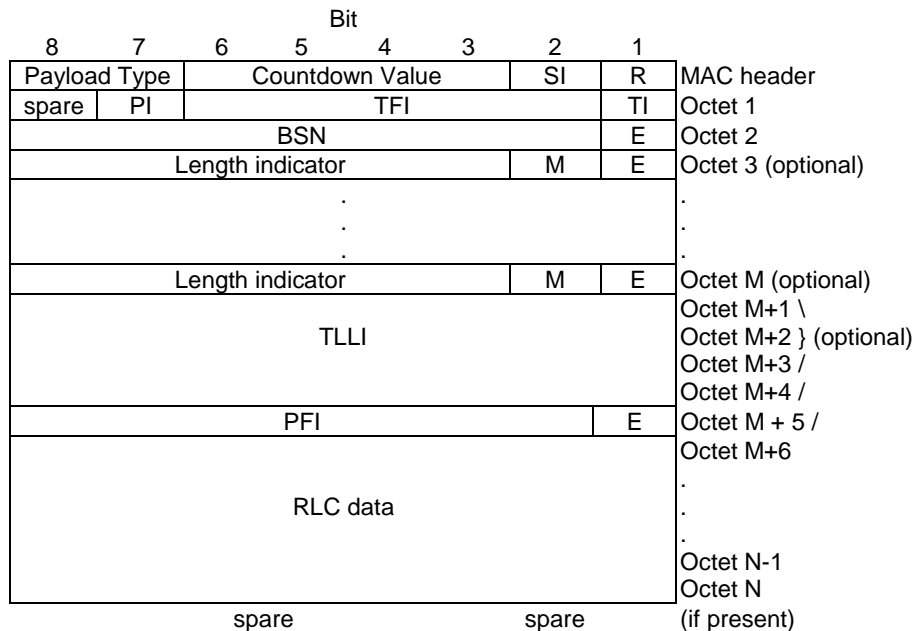 Bit
8 7 6 5 4 3 2 1
Payload Type Countdown Value SI R MAC header
spare PI TFI TI Octet 1
BSN E Octet 2
Length indicator M E Octet 3 (optional)
. .
. .
. .
Length indicator M E Octet M (optional)
Octet M+1 \
TLLI Octet M+2 } (optional)
Octet M+3 /
Octet M+4 /
PFI E Octet M + 5 /
Octet M+6
.
RLC data .
.
Octet N-1
Octet N
spare spare (if present)